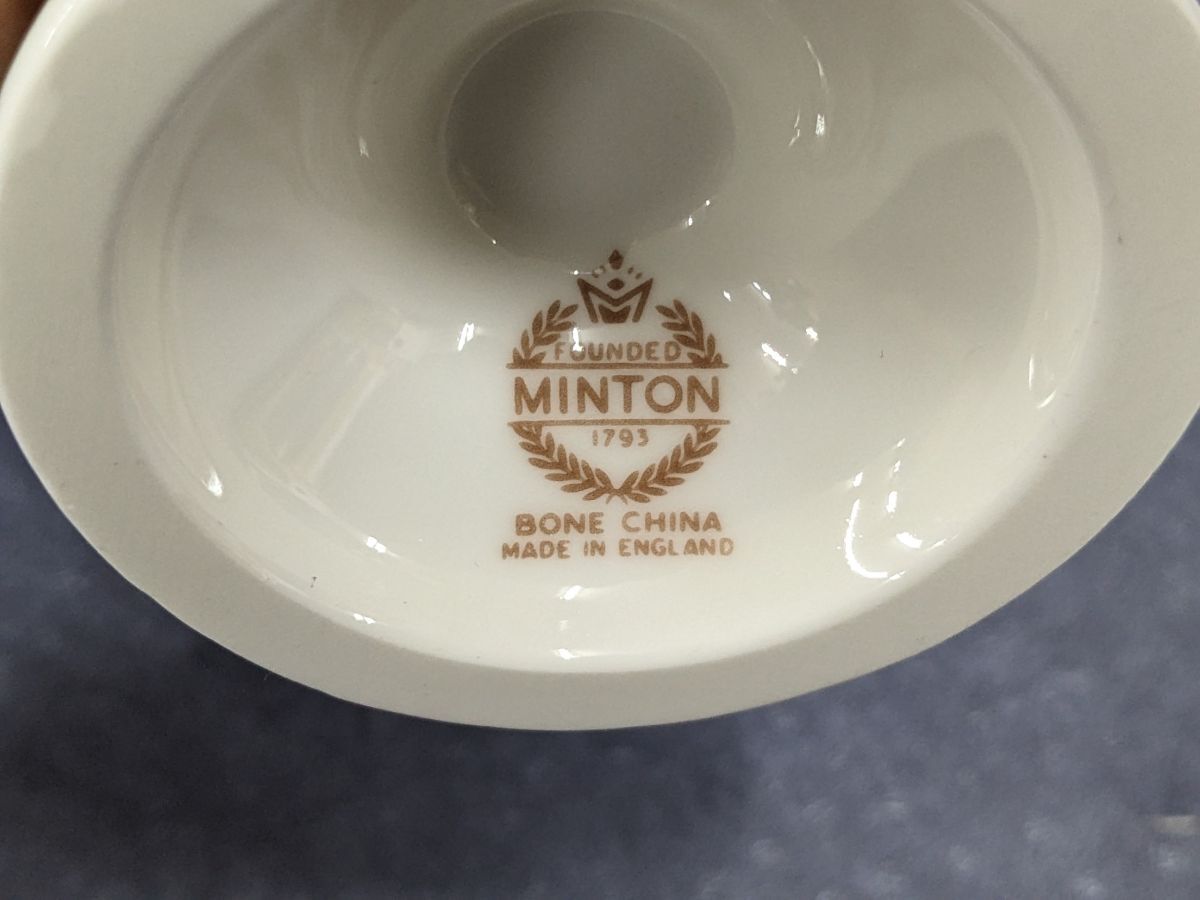 FOUNDED
MINTON
1793
BONE CHINA
MADE IN ENGLAND